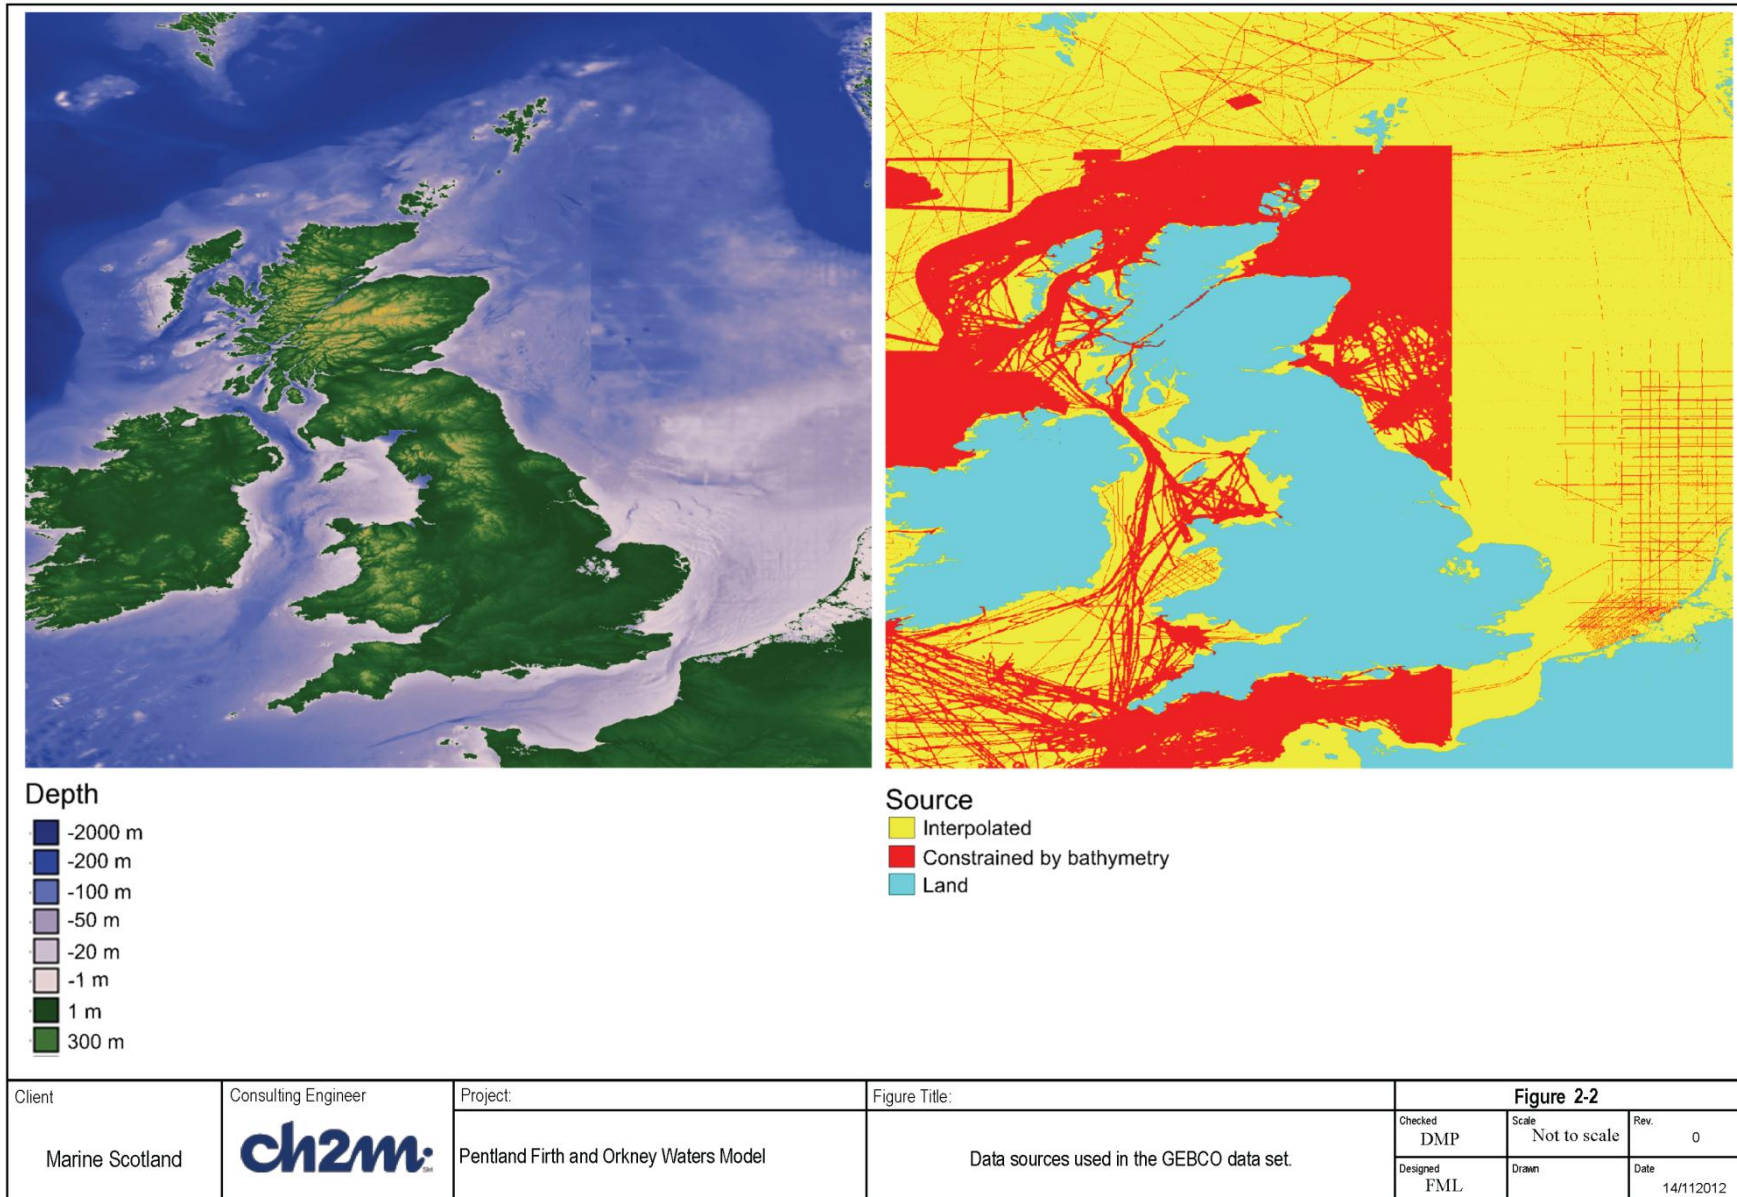 Depth
-2000 m
-200 m
-100 m
-50 m
-20 m
-1 m
1 m
300 m
Source
Interpolated
Constrained by bathymetry
Land
Client
Marine Scotland
Consulting Engineer
ch2m:
SM
Project:
Pentland Firth and Orkney Waters Model
Figure Title:
Data sources used in the GEBCO data set.
Figure 2-2
Checked
DMP
Scale
Not to scale
Rev.
0
Designed
FML
Drawn
Date
14/112012